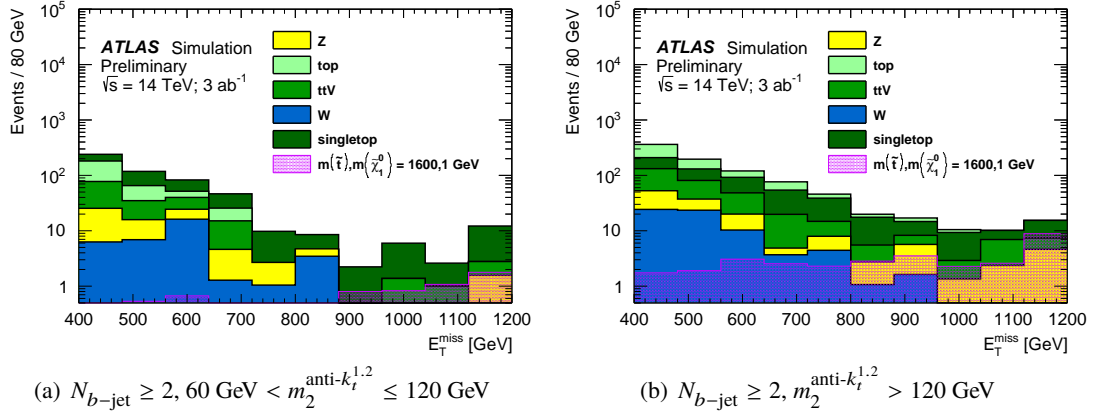 Events / 80 GeV
10⁵
10⁴
10³
10²
10
1
ATLAS Simulation
Preliminary
√s = 14 TeV; 3 ab⁻¹
Z
top
ttV
W
singletop
m(t̃),m(χ̃₁⁰) = 1600,1 GeV
400 500 600 700 800 900 1000 1100 1200
E_T^miss [GeV]
(a) N_b−jet ≥ 2, 60 GeV < m₂^anti-k_t^1.2 ≤ 120 GeV
Events / 80 GeV
10⁵
10⁴
10³
10²
10
1
ATLAS Simulation
Preliminary
√s = 14 TeV; 3 ab⁻¹
Z
top
ttV
W
singletop
m(t̃),m(χ̃₁⁰) = 1600,1 GeV
400 500 600 700 800 900 1000 1100 1200
E_T^miss [GeV]
(b) N_b−jet ≥ 2, m₂^anti-k_t^1.2 > 120 GeV